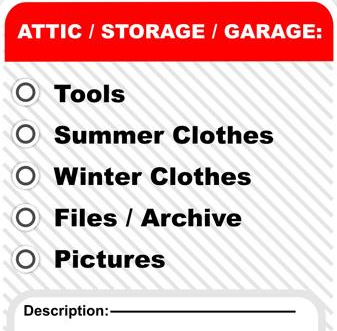 ATTIC / STORAGE / GARAGE:
Tools
Summer Clothes
Winter Clothes
Files / Archive
Pictures
Description: